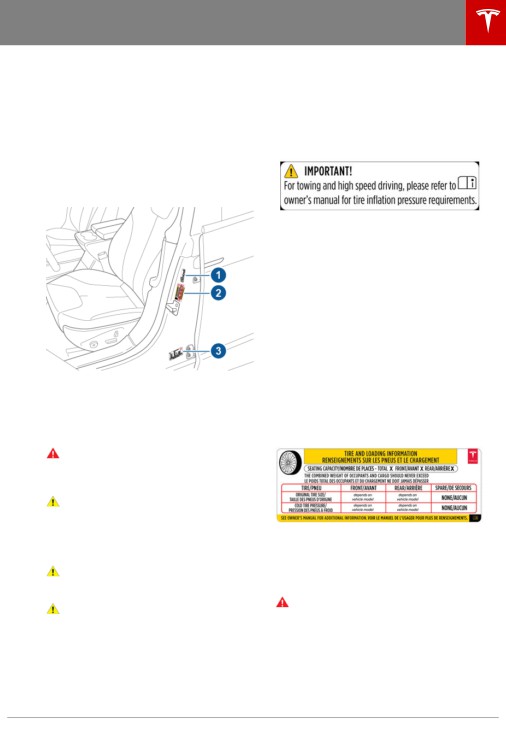 IMPORTANT!
For towing and high speed driving, please refer to
owner's manual for tire inflation pressure requirements.
1
2
3
TIRE AND LOADING INFORMATION
RENSEIGNEMENTS SUR LES PNEUS ET LE CHARGEMENT
SEATING CAPACITY/NOMBRE DE PLACES - TOTAL X FRONT/AVANT X REAR/ARRIÈRE X
THE COMBINED WEIGHT OF OCCUPANTS AND CARGO SHOULD NEVER EXCEED
LE POIDS TOTAL DES OCCUPANTS ET DU CHARGEMENT NE DOIT JAMAIS DÉPASSER
TIRE/PNEU FRONT/AVANT REAR/ARRIÈRE SPARE/DE SECOURS
ORIGINAL TIRE SIZE/
TAILLE DES PNEUS D'ORIGINE
depends on
vehicle model
depends on
vehicle model
NONE/AUCUN
COLD TIRE PRESSURE/
PRESSION DES PNEUS À FROID
depends on
vehicle model
depends on
vehicle model
NONE/AUCUN
SEE OWNER'S MANUAL FOR ADDITIONAL INFORMATION. VOIR LE MANUEL DE L'USAGER POUR PLUS DE RENSEIGNEMENTS.